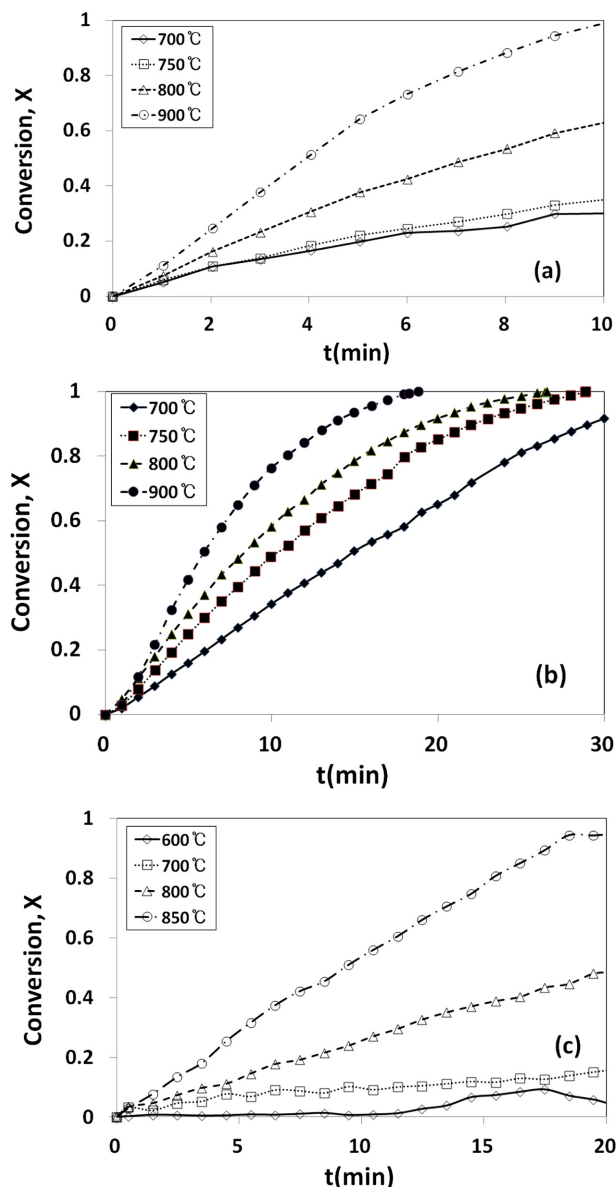 Conversion, X
700℃
750℃
800℃
900℃
1
0.8
0.6
0.4
0.2
0
0 2 4 6 8 10
(a)
t(min)
Conversion, X
700℃
750℃
800℃
900℃
1
0.8
0.6
0.4
0.2
0
0 10 20 30
(b)
t(min)
Conversion, X
600℃
700℃
800℃
850℃
1
0.8
0.6
0.4
0.2
0
0 5 10 15 20
(c)
t(min)